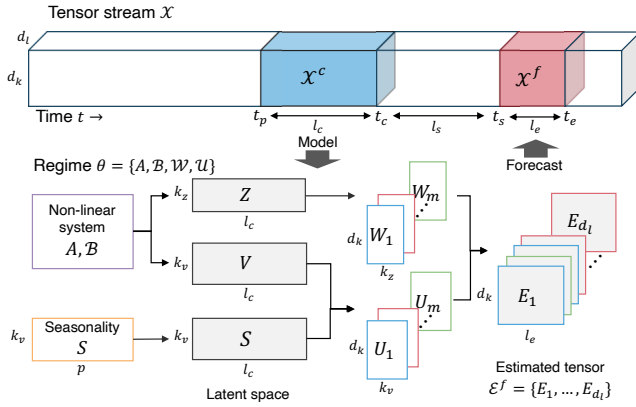 Tensor stream 𝒳
d_l
d_k
𝒳^c
𝒳^f
Time t →
t_p
l_c
t_c
l_s
t_s
l_e
t_e
Model
Forecast
Regime θ = {A, ℬ, 𝒲, 𝒰}
Non-linear
system
A, ℬ
k_z
Z
l_c
k_v
V
l_c
k_v
Seasonality
S
p
k_v
S
l_c
Latent space
W_m
d_k
W_1
k_z
U_m
d_k
U_1
k_v
E_{d_l}
d_k
E_1
l_e
Estimated tensor
ℰ^f = {E_1, ..., E_{d_l}}